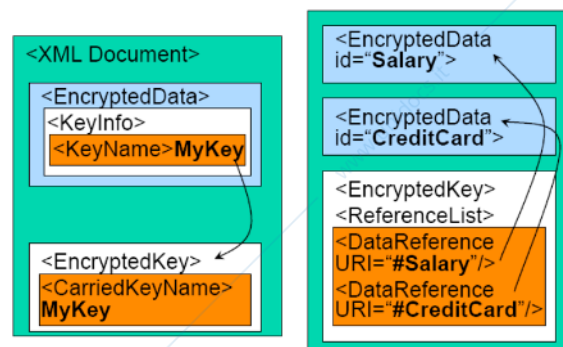 <XML Document>
<EncryptedData>
<KeyInfo>
<KeyName>MyKey
<EncryptedKey>
<CarriedKeyName>
MyKey
<EncryptedData
id=“Salary”>
<EncryptedData
id=“CreditCard”>
<EncryptedKey>
<ReferenceList>
<DataReference
URI=“#Salary”/>
<DataReference
URI=“#CreditCard”/>